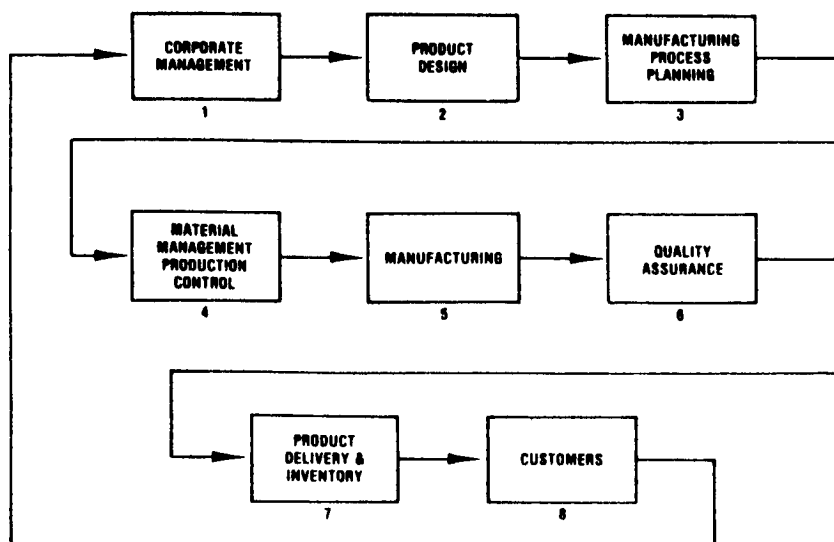 CORPORATE
MANAGEMENT
1
PRODUCT
DESIGN
2
MANUFACTURING
PROCESS
PLANNING
3
MATERIAL
MANAGEMENT
PRODUCTION
CONTROL
4
MANUFACTURING
5
QUALITY
ASSURANCE
6
PRODUCT
DELIVERY &
INVENTORY
7
CUSTOMERS
8